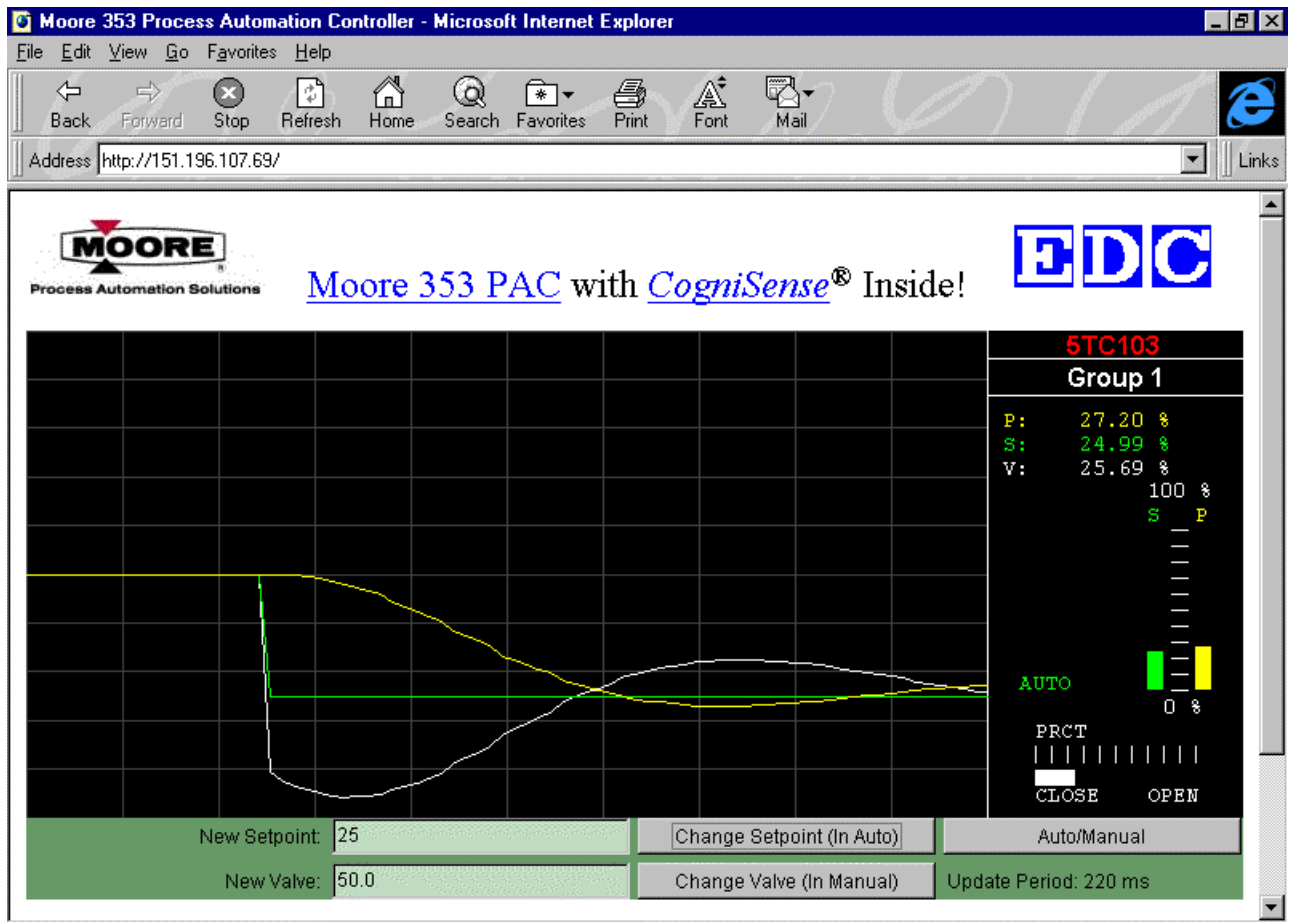 Moore 353 Process Automation Controller - Microsoft Internet Explorer
File Edit View Go Favorites Help
Back Forward Stop Refresh Home Search Favorites Print Font Mail
Address http://151.196.107.69/ Links
MOORE
®
Process Automation Solutions
Moore 353 PAC with CogniSense® Inside!
EDC
5TC103
Group 1
P: 27.20 %
S: 24.99 %
V: 25.69 %
100 %
S P
AUTO
0 %
PRCT
CLOSE OPEN
New Setpoint: 25 Change Setpoint (In Auto) Auto/Manual
New Valve: 50.0 Change Valve (In Manual) Update Period: 220 ms